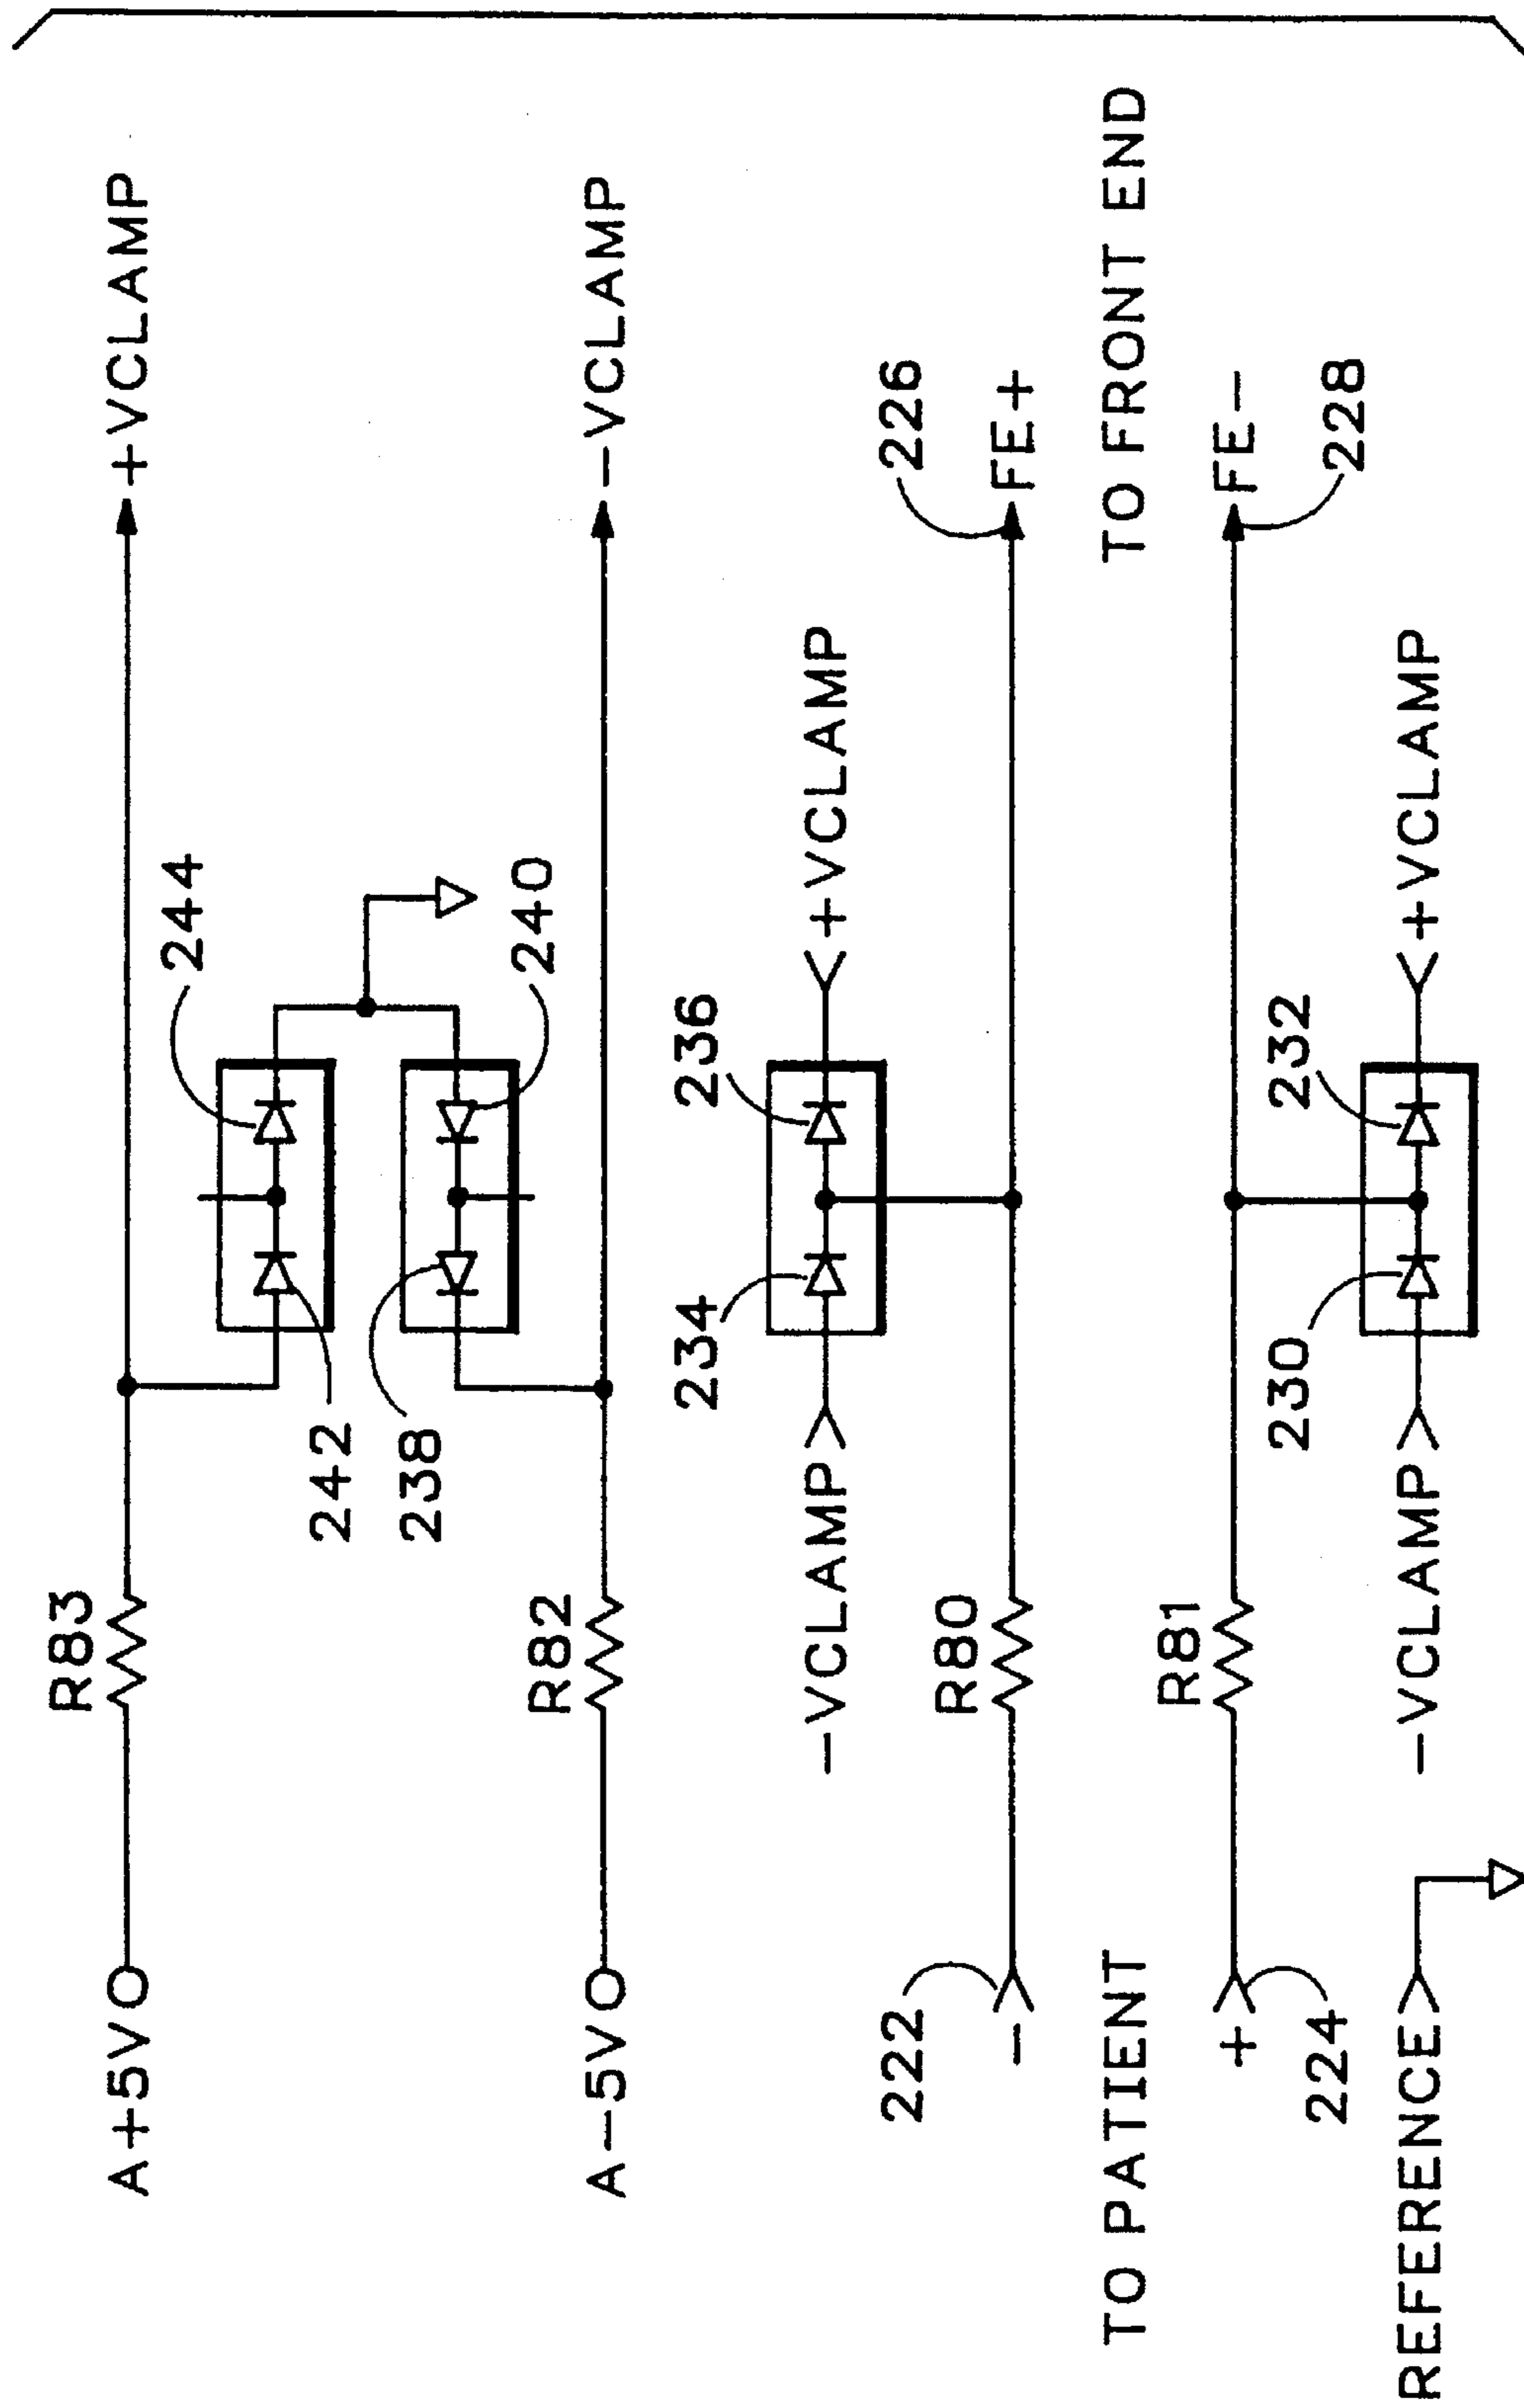 R83
A+5V
+VCLAMP
244
242
238
240
R82
A-5V
-VCLAMP
234
236
-VCLAMP
+VCLAMP
222
R80
226
-
FE+
TO PATIENT
TO FRONT END
R81
+
FE-
224
228
230
232
REFERENCE
-VCLAMP
+VCLAMP